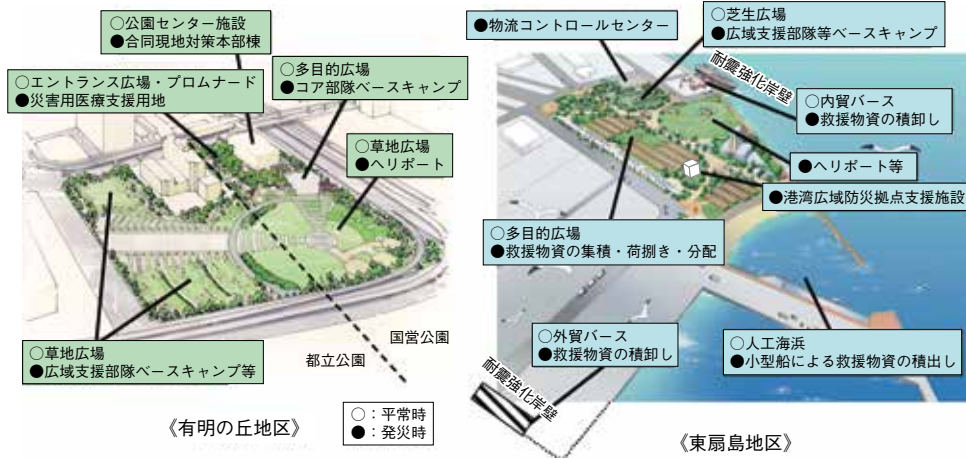 ○公園センター施設
●合同現地対策本部棟
○エントランス広場・プロムナード
●災害用医療支援用地
○多目的広場
●コア部隊ベースキャンプ
○草地広場
●ヘリポート
○草地広場
●広域支援部隊ベースキャンプ等
国営公園
都立公園
《有明の丘地区》
○：平常時
●：発災時
●物流コントロールセンター
○芝生広場
●広域支援部隊等ベースキャンプ
耐震強化岸壁
○内貿バース
●救援物資の積卸し
●ヘリポート等
●港湾広域防災拠点支援施設
○多目的広場
●救援物資の集積・荷捌き・分配
○外貿バース
●救援物資の積卸し
○人工海浜
●小型船による救援物資の積出し
耐震強化岸壁
《東扇島地区》